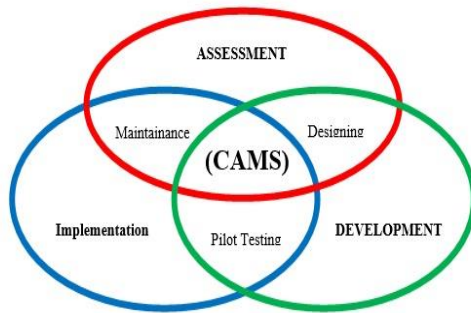 ASSESSMENT
Maintainance
Designing
(CAMS)
Implementation
DEVELOPMENT
Pilot Testing